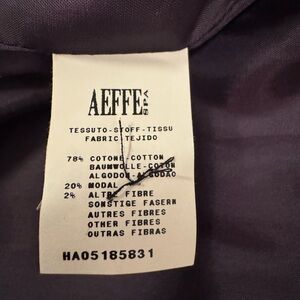 AEFFE SPA
TESSUTO-STOFF-TISSU
FABRIC-TEJIDO
78% COTONE-COTTON
BAUMWOLLE-COTON
ALGODON-ALGODAO
20% MODAL
2% ALTRE FIBRE
SONSTIGE FASERN
AUTRES FIBRES
OTHER FIBRES
OUTRAS FIBRAS
HA05185831